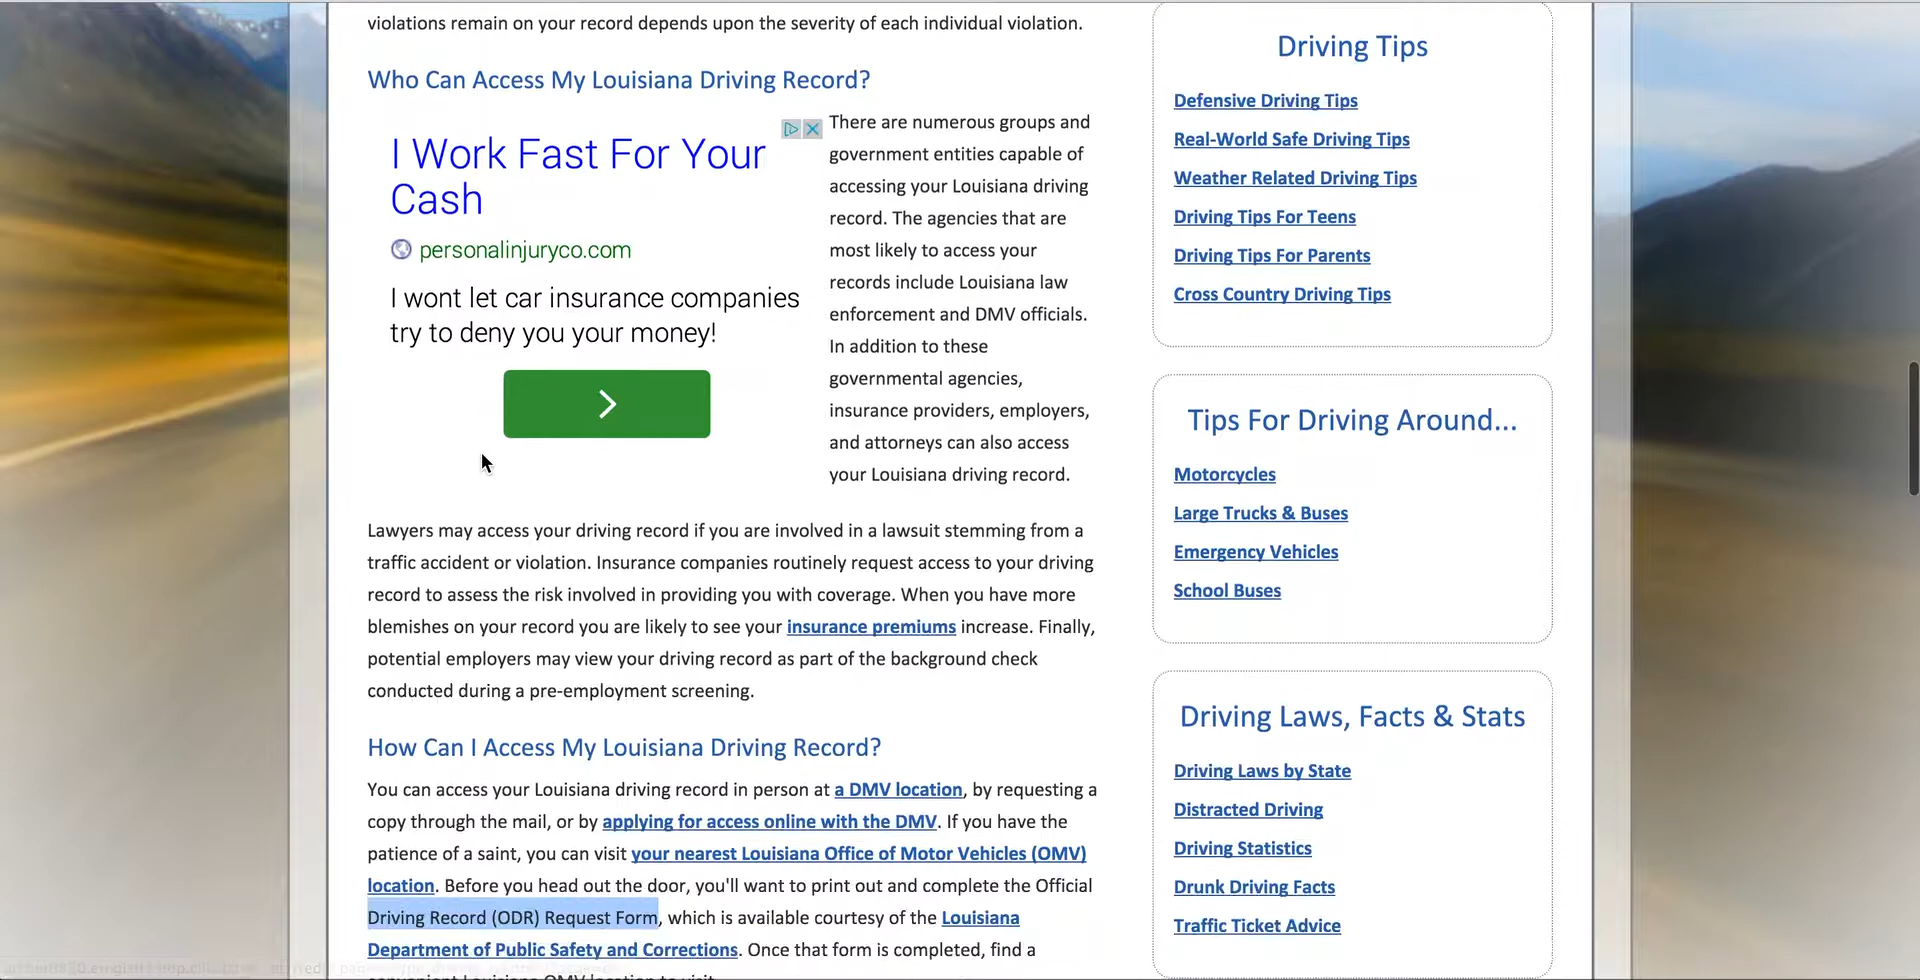 violations remain on your record depends upon the severity of each individual violation.
Who Can Access My Louisiana Driving Record?
I Work Fast For Your
Cash
personalinjuryco.com
I wont let car insurance companies
try to deny you your money!
There are numerous groups and
government entities capable of
accessing your Louisiana driving
record. The agencies that are
most likely to access your
records include Louisiana law
enforcement and DMV officials.
In addition to these
governmental agencies,
insurance providers, employers,
and attorneys can also access
your Louisiana driving record.
Lawyers may access your driving record if you are involved in a lawsuit stemming from a
traffic accident or violation. Insurance companies routinely request access to your driving
record to assess the risk involved in providing you with coverage. When you have more
blemishes on your record you are likely to see your insurance premiums increase. Finally,
potential employers may view your driving record as part of the background check
conducted during a pre-employment screening.
How Can I Access My Louisiana Driving Record?
You can access your Louisiana driving record in person at a DMV location, by requesting a
copy through the mail, or by applying for access online with the DMV. If you have the
patience of a saint, you can visit your nearest Louisiana Office of Motor Vehicles (OMV)
location. Before you head out the door, you'll want to print out and complete the Official
Driving Record (ODR) Request Form, which is available courtesy of the Louisiana
Department of Public Safety and Corrections. Once that form is completed, find a
Driving Tips
Defensive Driving Tips
Real-World Safe Driving Tips
Weather Related Driving Tips
Driving Tips For Teens
Driving Tips For Parents
Cross Country Driving Tips
Tips For Driving Around...
Motorcycles
Large Trucks & Buses
Emergency Vehicles
School Buses
Driving Laws, Facts & Stats
Driving Laws by State
Distracted Driving
Driving Statistics
Drunk Driving Facts
Traffic Ticket Advice